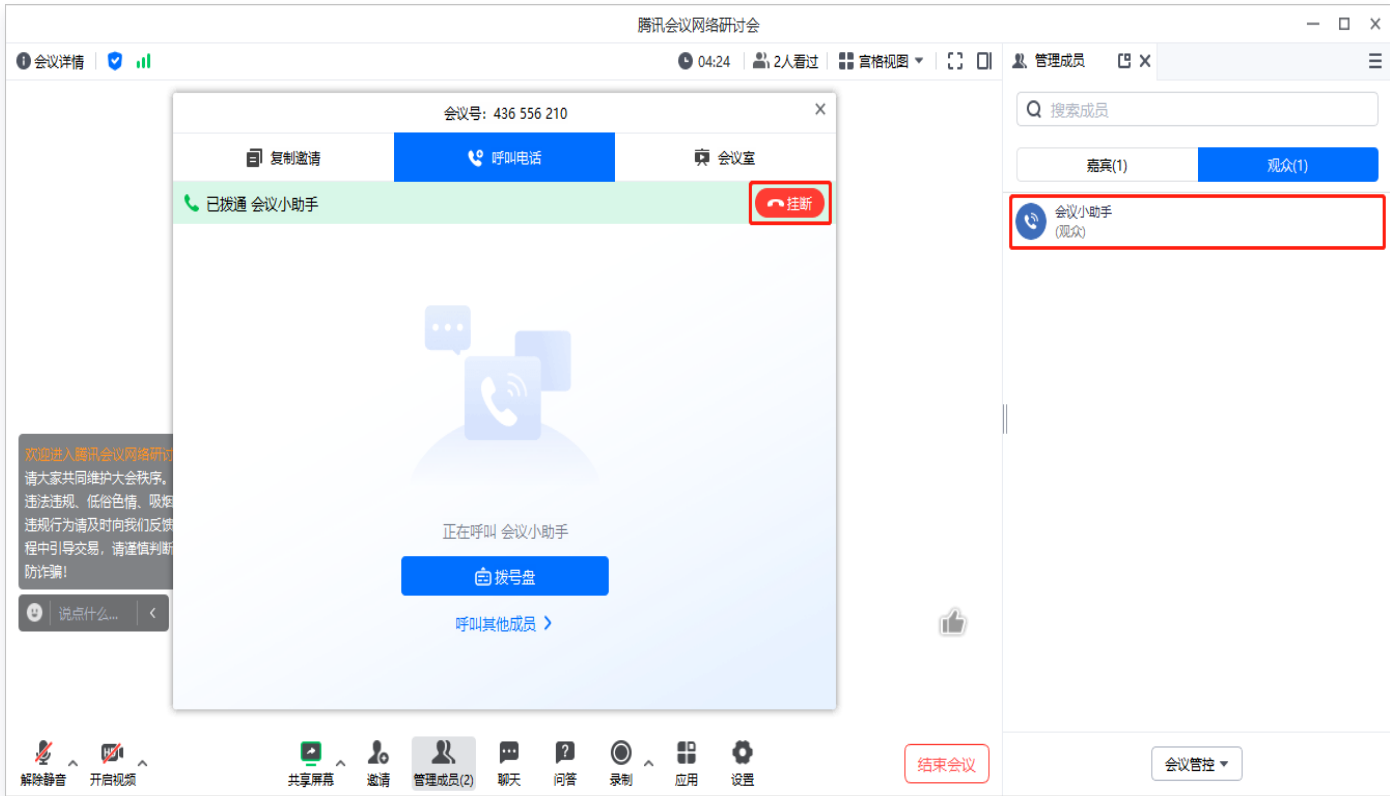 腾讯会议网络研讨会
会议详情
04:24
2人看过
宫格视图
管理成员
会议号：436 556 210
搜索成员
复制邀请
呼叫电话
会议室
嘉宾(1)
观众(1)
已拨通 会议小助手
挂断
会议小助手
(观众)
欢迎进入腾讯会议网络研讨
请大家共同维护大会秩序。
违法违规、低俗色情、吸烟
违规行为请及时向我们反馈
程中引导交易，请谨慎判断
防诈骗！
正在呼叫 会议小助手
拨号盘
呼叫其他成员
说点什么...
解除静音
HD
开启视频
共享屏幕
邀请
管理成员(2)
聊天
问答
录制
应用
设置
结束会议
会议管控